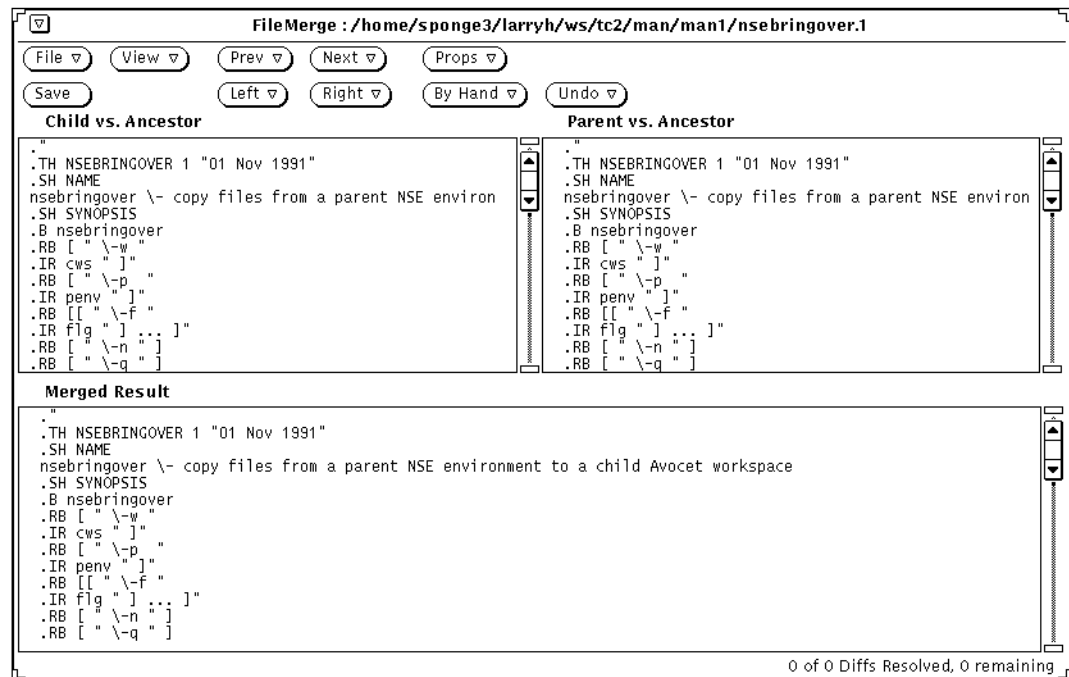 FileMerge : /home/sponge3/larryh/ws/tc2/man/man1/nsebringover.1
File View Prev Next Props
Save Left Right By Hand Undo
Child vs. Ancestor
."
.TH NSEBRINGOVER 1 "01 Nov 1991"
.SH NAME
nsebringover \- copy files from a parent NSE environ
.SH SYNOPSIS
.B nsebringover
.RB [ " \-w "
.IR cws " ]"
.RB [ " \-p  "
.IR penv " ]"
.RB [[ " \-f "
.IR flg " ] ... ]"
.RB [ " \-n " ]
.RB [ " \-q " ]
Parent vs. Ancestor
."
.TH NSEBRINGOVER 1 "01 Nov 1991"
.SH NAME
nsebringover \- copy files from a parent NSE environ
.SH SYNOPSIS
.B nsebringover
.RB [ " \-w "
.IR cws " ]"
.RB [ " \-p  "
.IR penv " ]"
.RB [[ " \-f "
.IR flg " ] ... ]"
.RB [ " \-n " ]
.RB [ " \-q " ]
Merged Result
."
.TH NSEBRINGOVER 1 "01 Nov 1991"
.SH NAME
nsebringover \- copy files from a parent NSE environment to a child Avocet workspace
.SH SYNOPSIS
.B nsebringover
.RB [ " \-w "
.IR cws " ]"
.RB [ " \-p  "
.IR penv " ]"
.RB [[ " \-f "
.IR flg " ] ... ]"
.RB [ " \-n " ]
.RB [ " \-q " ]
0 of 0 Diffs Resolved, 0 remaining